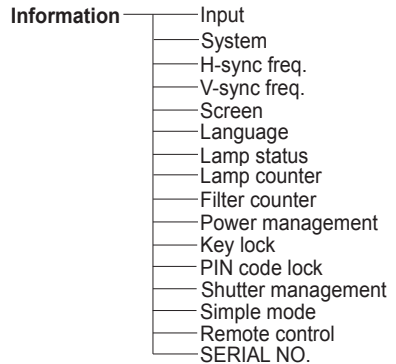 Information Input
System
H-sync freq.
V-sync freq.
Screen
Language
Lamp status
Lamp counter
Filter counter
Power management
Key lock
PIN code lock
Shutter management
Simple mode
Remote control
SERIAL NO.